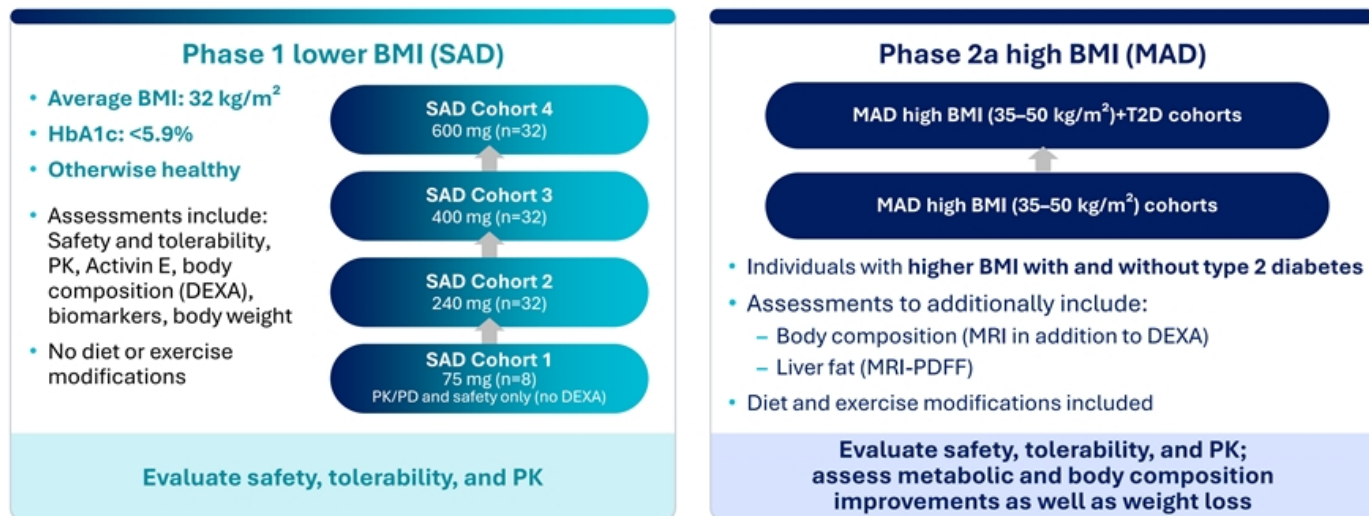 Phase 1 lower BMI (SAD)
• Average BMI: 32 kg/m²
• HbA1c: <5.9%
• Otherwise healthy
• Assessments include:
Safety and tolerability,
PK, Activin E, body
composition (DEXA),
biomarkers, body weight
• No diet or exercise
modifications
SAD Cohort 4
600 mg (n=32)
SAD Cohort 3
400 mg (n=32)
SAD Cohort 2
240 mg (n=32)
SAD Cohort 1
75 mg (n=8)
PK/PD and safety only (no DEXA)
Evaluate safety, tolerability, and PK
Phase 2a high BMI (MAD)
MAD high BMI (35–50 kg/m²)+T2D cohorts
MAD high BMI (35–50 kg/m²) cohorts
• Individuals with higher BMI with and without type 2 diabetes
• Assessments to additionally include:
– Body composition (MRI in addition to DEXA)
– Liver fat (MRI-PDFF)
• Diet and exercise modifications included
Evaluate safety, tolerability, and PK;
assess metabolic and body composition
improvements as well as weight loss